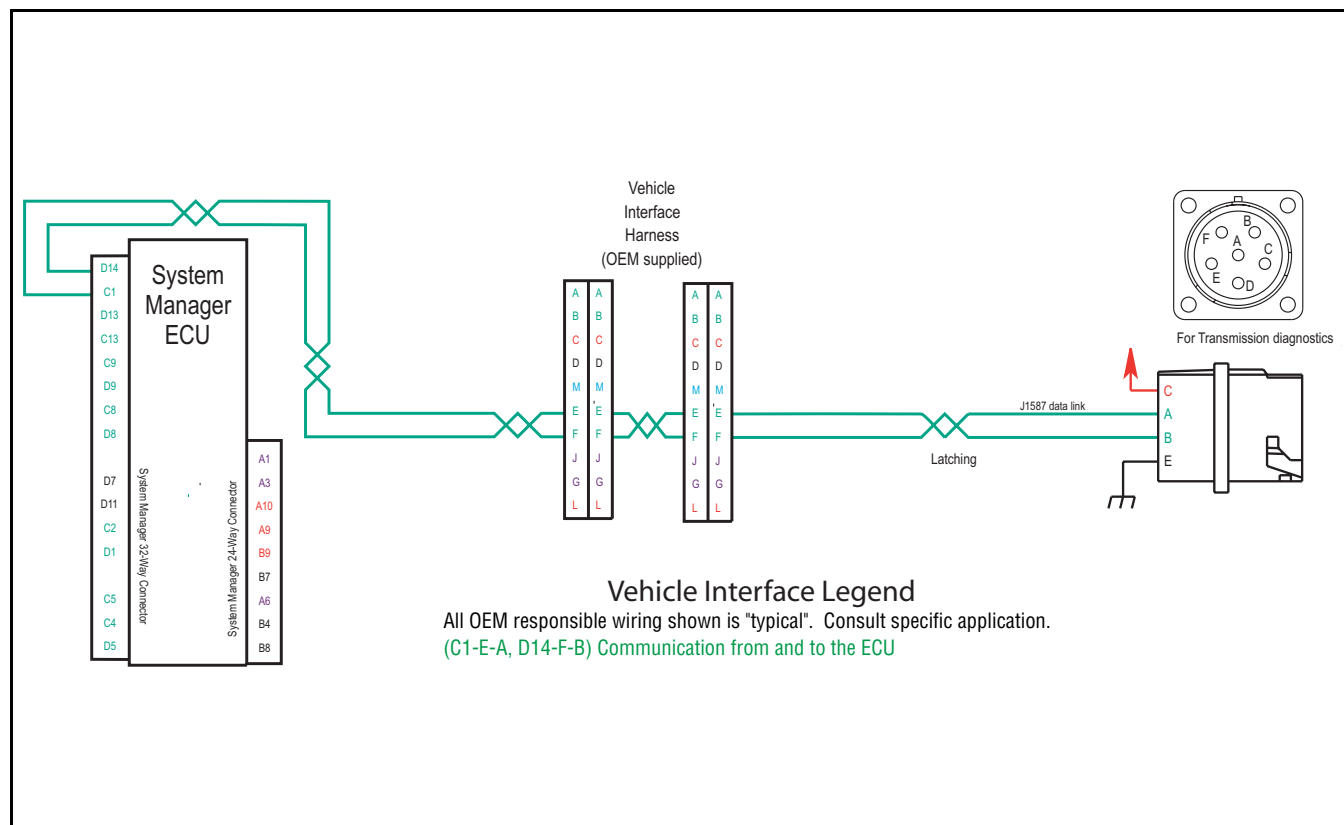 Vehicle
Interface
Harness
(OEM supplied)
System
Manager
ECU
D14
C1
D13
C13
C9
D9
C8
D8
D7
D11
C2
D1
C5
C4
D5
System Manager 32-Way Connector
System Manager 24-Way Connector
A1
A3
A10
A9
B9
B7
A6
B4
B8
A A
B B
C C
D D
M M
E E
F F
J J
G G
L L
A A
B B
C C
D D
M M
E E
F F
J J
G G
L L
J1587 data link
Latching
B
F
A
C
E
D
For Transmission diagnostics
C
A
B
E
Vehicle Interface Legend
All OEM responsible wiring shown is "typical". Consult specific application.
(C1-E-A, D14-F-B) Communication from and to the ECU